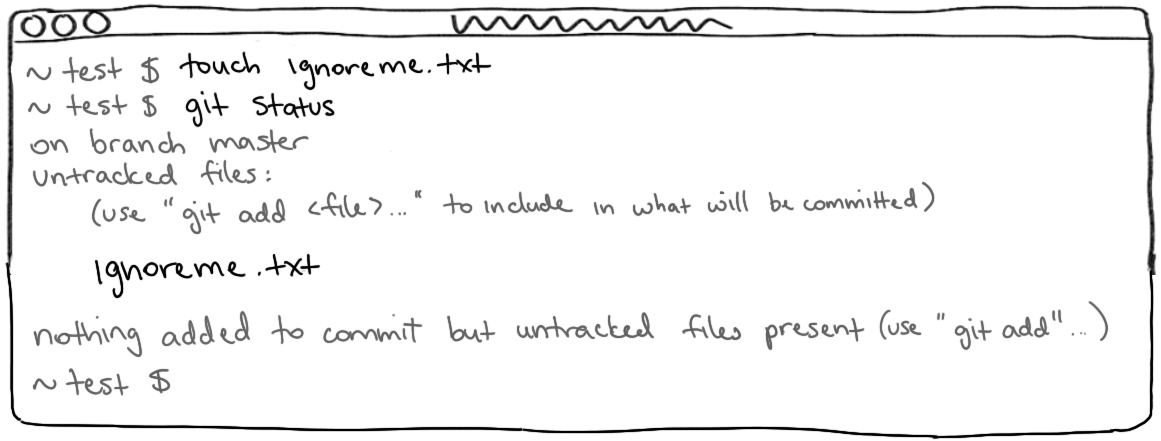 ~ test $ touch ignoreme.txt
~ test $ git status
on branch master
untracked files:
(use "git add <file>..." to include in what will be committed)
ignoreme.txt
nothing added to commit but untracked files present (use "git add"...)
~ test $